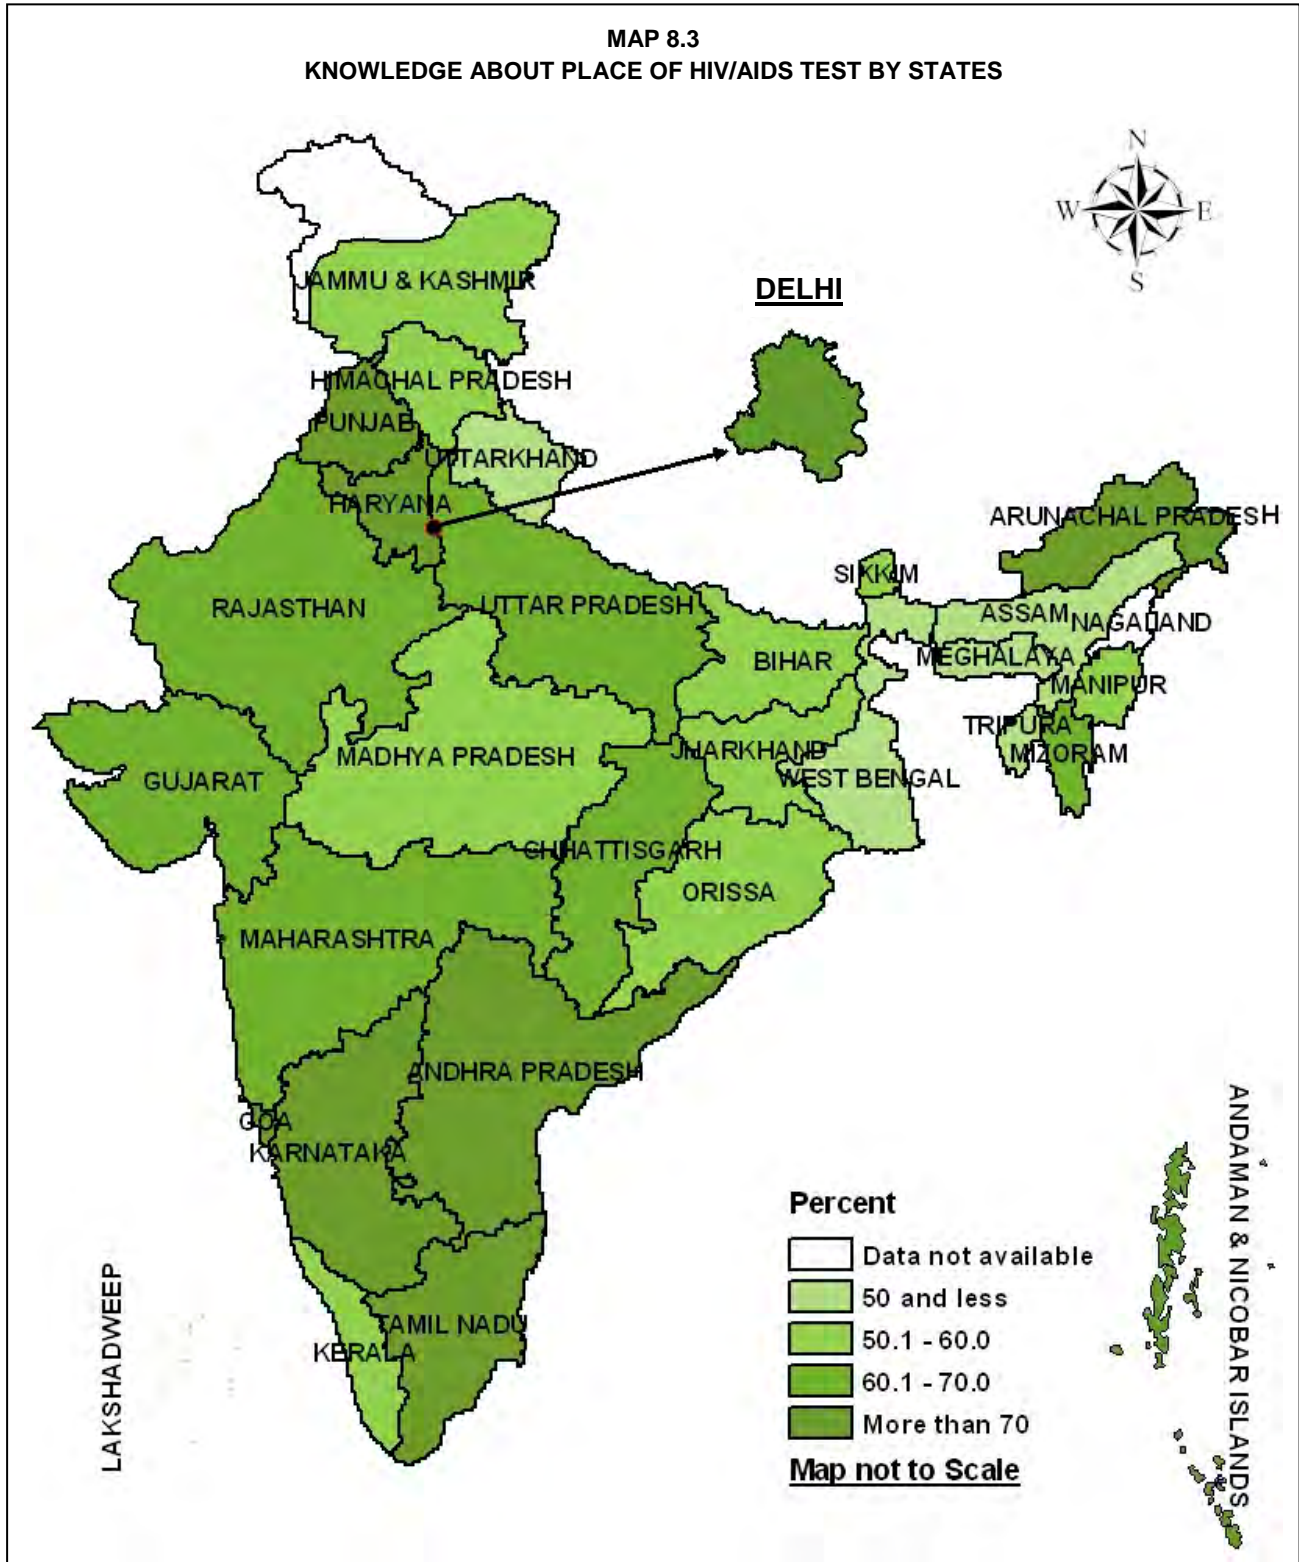 MAP 8.3
KNOWLEDGE ABOUT PLACE OF HIV/AIDS TEST BY STATES
N
W
E
S
JAMMU & KASHMIR
DELHI
HIMACHAL PRADESH
PUNJAB
UTTARKHAND
HARYANA
ARUNACHAL PRADESH
SIKKIM
RAJASTHAN
UTTAR PRADESH
ASSAM
NAGALAND
BIHAR
MEGHALAYA
MANIPUR
TRIPURA
MADHYA PRADESH
JHARKHAND
MIZORAM
GUJARAT
WEST BENGAL
CHHATTISGARH
ORISSA
MAHARASHTRA
ANDHRA PRADESH
GOA
KARNATAKA
TAMIL NADU
KERALA
LAKSHADWEEP
ANDAMAN & NICOBAR ISLANDS
Percent
Data not available
50 and less
50.1 - 60.0
60.1 - 70.0
More than 70
Map not to Scale